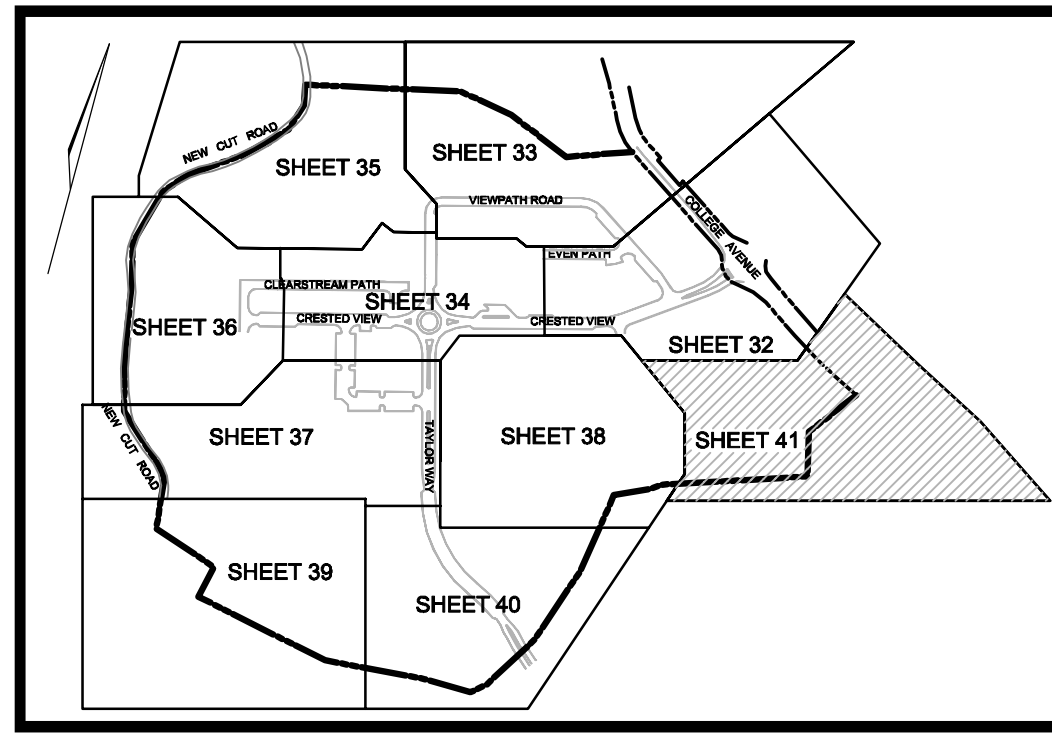 NEW CUT ROAD
SHEET 35
SHEET 33
VIEWPATH ROAD
COLLEGE AVENUE
EVEN PATH
CLEARSTREAM PATH
SHEET 34
CRESTED VIEW
CRESTED VIEW
SHEET 36
SHEET 32
NEW CUT ROAD
SHEET 37
TAYLOR WAY
SHEET 38
SHEET 41
SHEET 39
SHEET 40